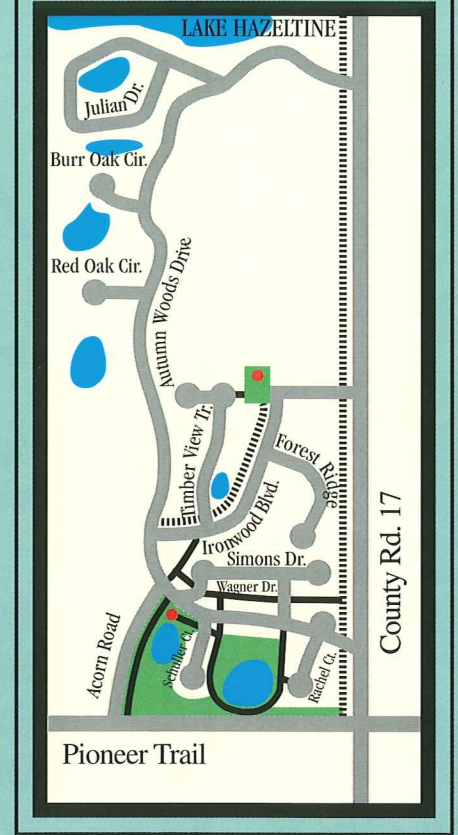 LAKE HAZELTINE
Julian Dr.
Burr Oak Cir.
Red Oak Cir.
Autumn Woods Drive
Timber View Tr.
Forest Ridge
Ironwood Blvd.
Simons Dr.
Wagner Dr.
County Rd. 17
Acorn Road
Schuller Ct.
Rachel Ct.
Pioneer Trail